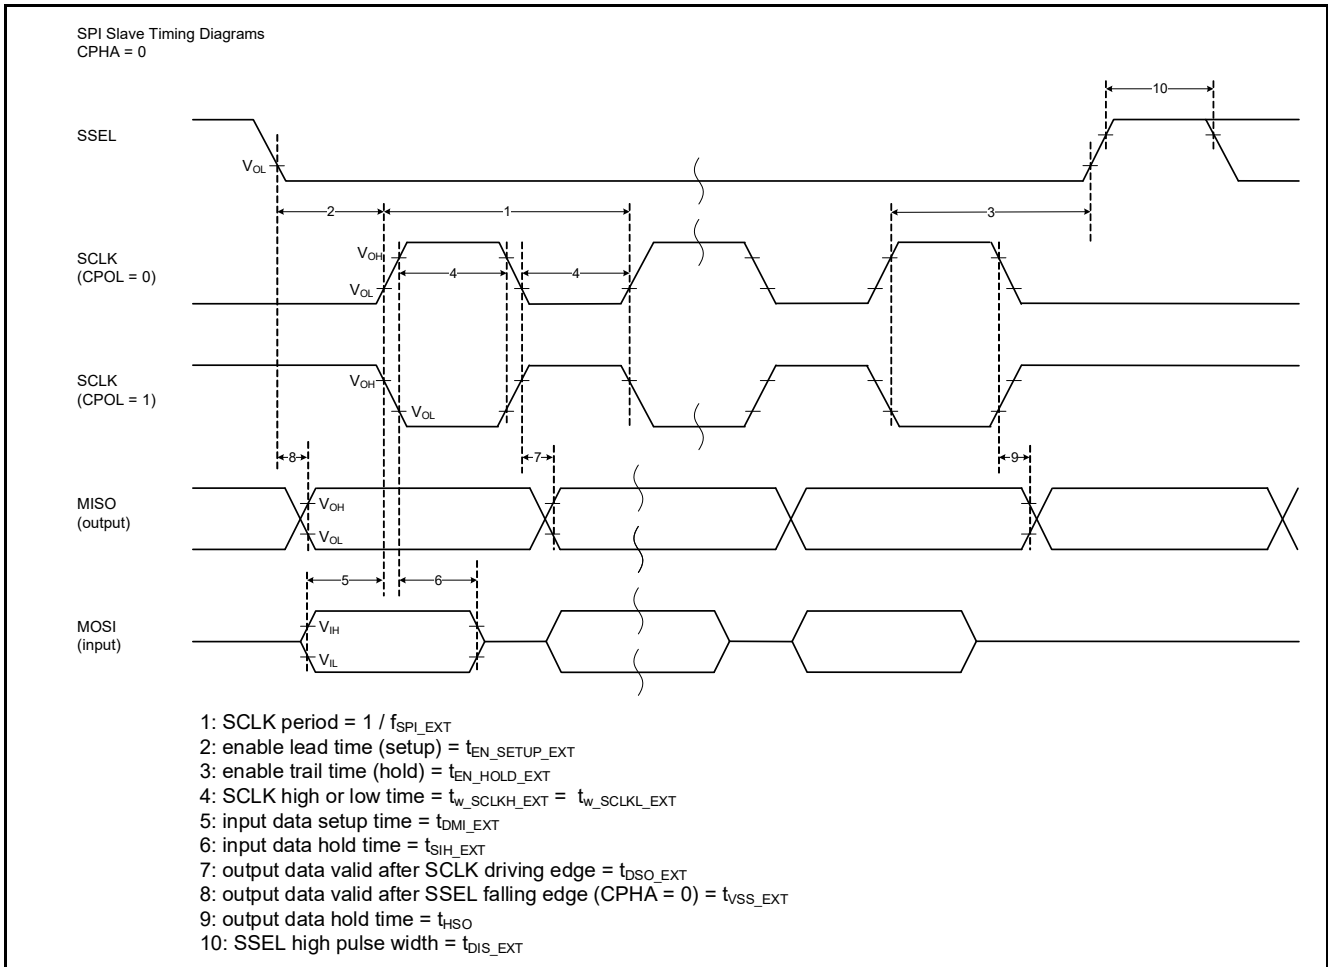 SPI Slave Timing Diagrams
CPHA = 0
10
SSEL
VOL
2
1
3
SCLK
(CPOL = 0)
VOH
4
4
VOL
SCLK
(CPOL = 1)
VOH
VOL
8
7
9
MISO
(output)
VOH
VOL
5
6
MOSI
(input)
VIH
VIL
1: SCLK period = 1 / fSPI_EXT
2: enable lead time (setup) = tEN_SETUP_EXT
3: enable trail time (hold) = tEN_HOLD_EXT
4: SCLK high or low time = tw_SCLKH_EXT = tw_SCLKL_EXT
5: input data setup time = tDMI_EXT
6: input data hold time = tSIH_EXT
7: output data valid after SCLK driving edge = tDSO_EXT
8: output data valid after SSEL falling edge (CPHA = 0) = tVSS_EXT
9: output data hold time = tHSO
10: SSEL high pulse width = tDIS_EXT